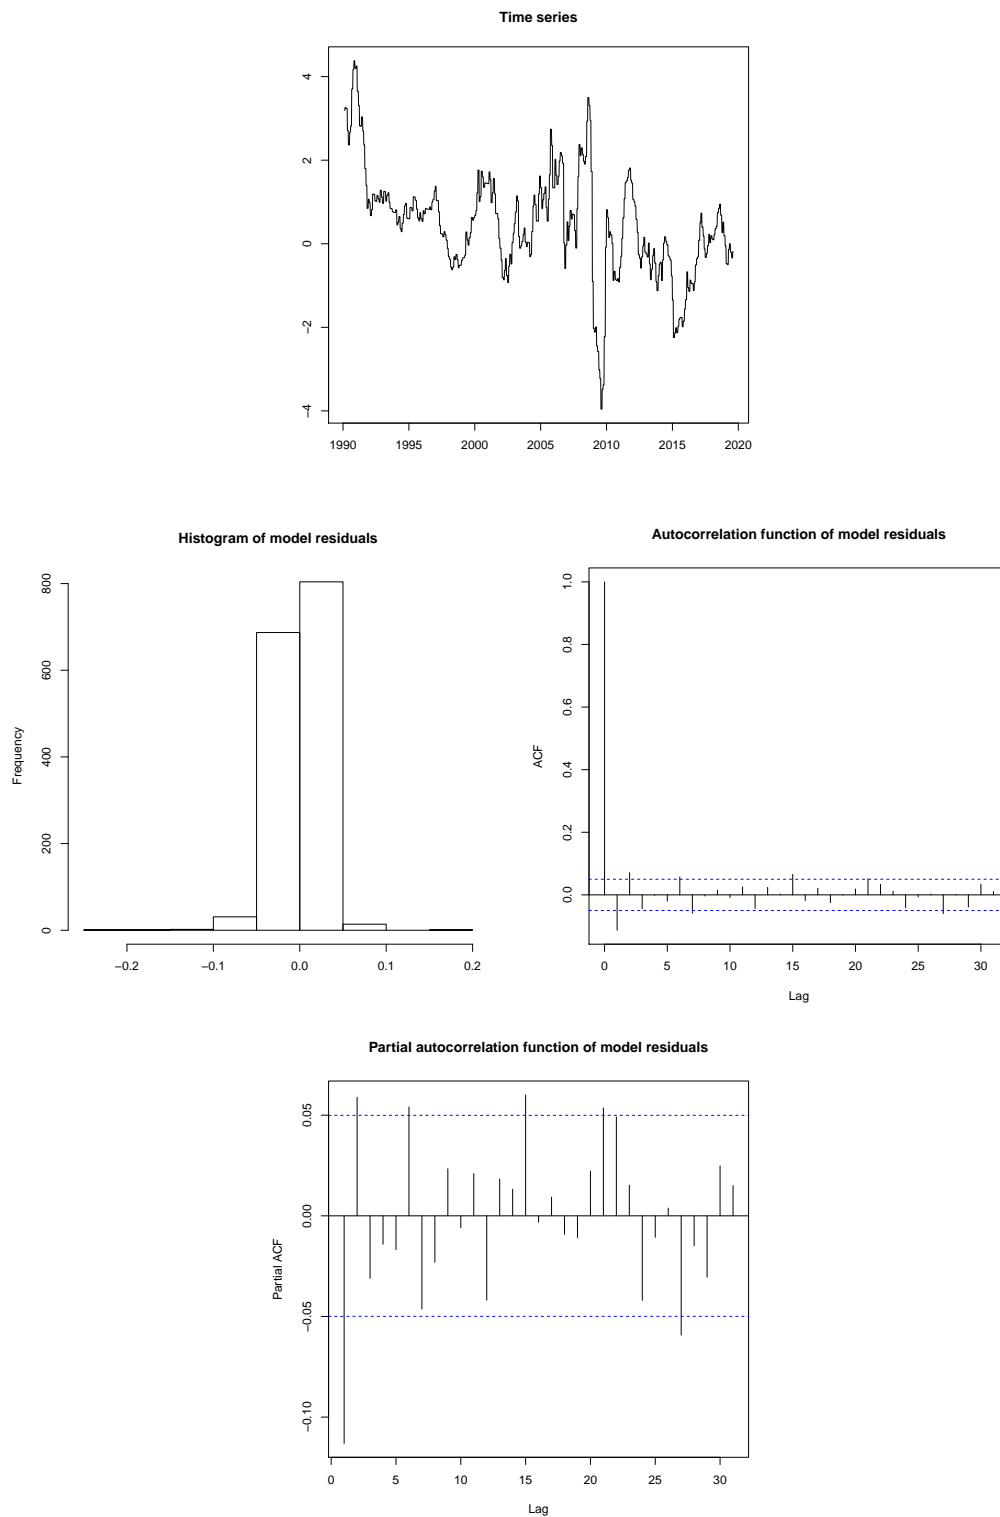 Time series
4
2
0
−2
−4
1990 1995 2000 2005 2010 2015 2020
Histogram of model residuals
Frequency
800
600
400
200
0
−0.2 −0.1 0.0 0.1 0.2
Autocorrelation function of model residuals
ACF
1.0
0.8
0.6
0.4
0.2
0.0
0 5 10 15 20 25 30
Lag
Partial autocorrelation function of model residuals
Partial ACF
0.05
0.00
−0.05
−0.10
0 5 10 15 20 25 30
Lag